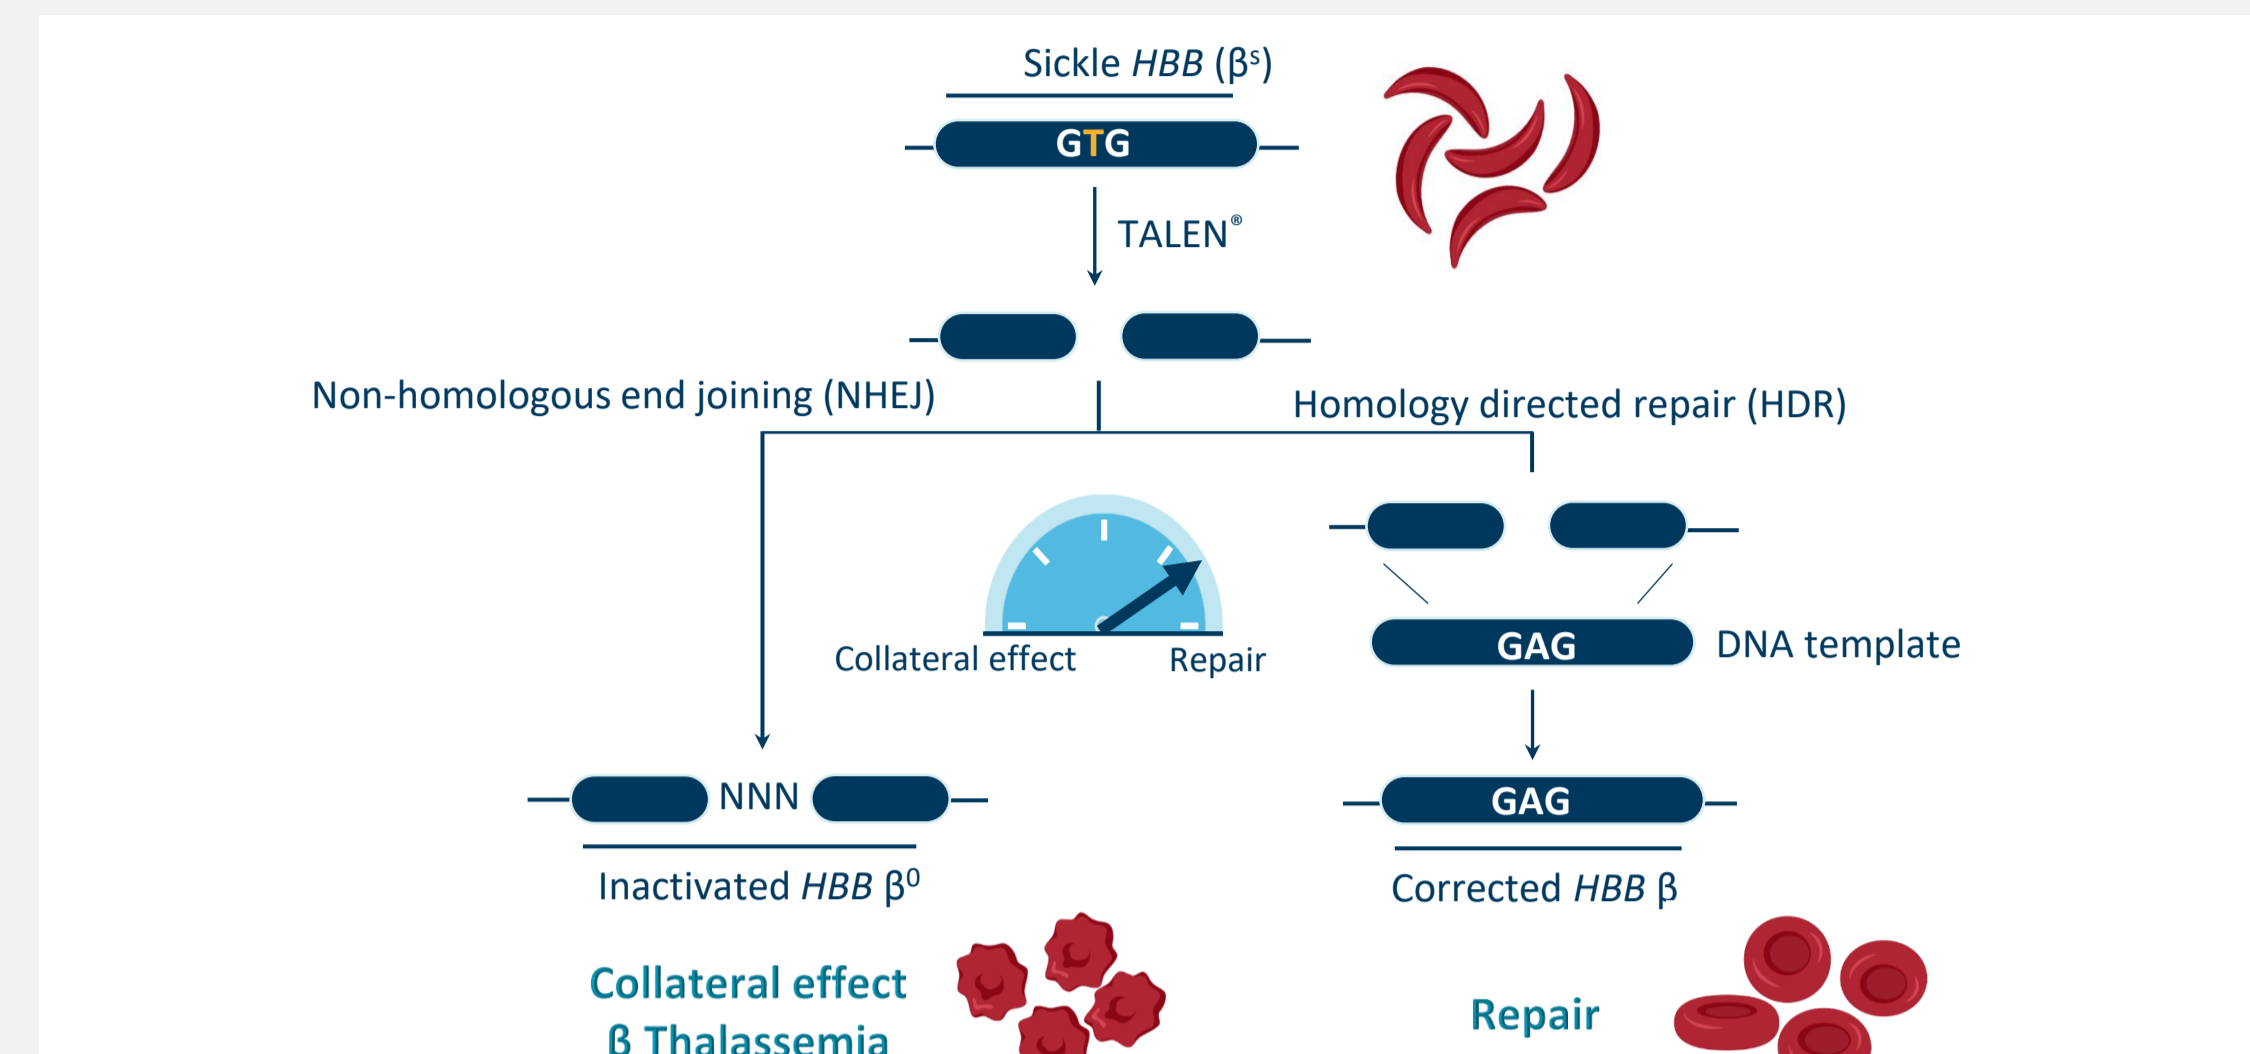 Sickle HBB (βˢ)
GTG
TALEN®
Non-homologous end joining (NHEJ)
Homology directed repair (HDR)
Collateral effect
Repair
GAG
DNA template
NNN
GAG
Inactivated HBB β⁰
Corrected HBB β
Collateral effect
β Thalassemia
Repair